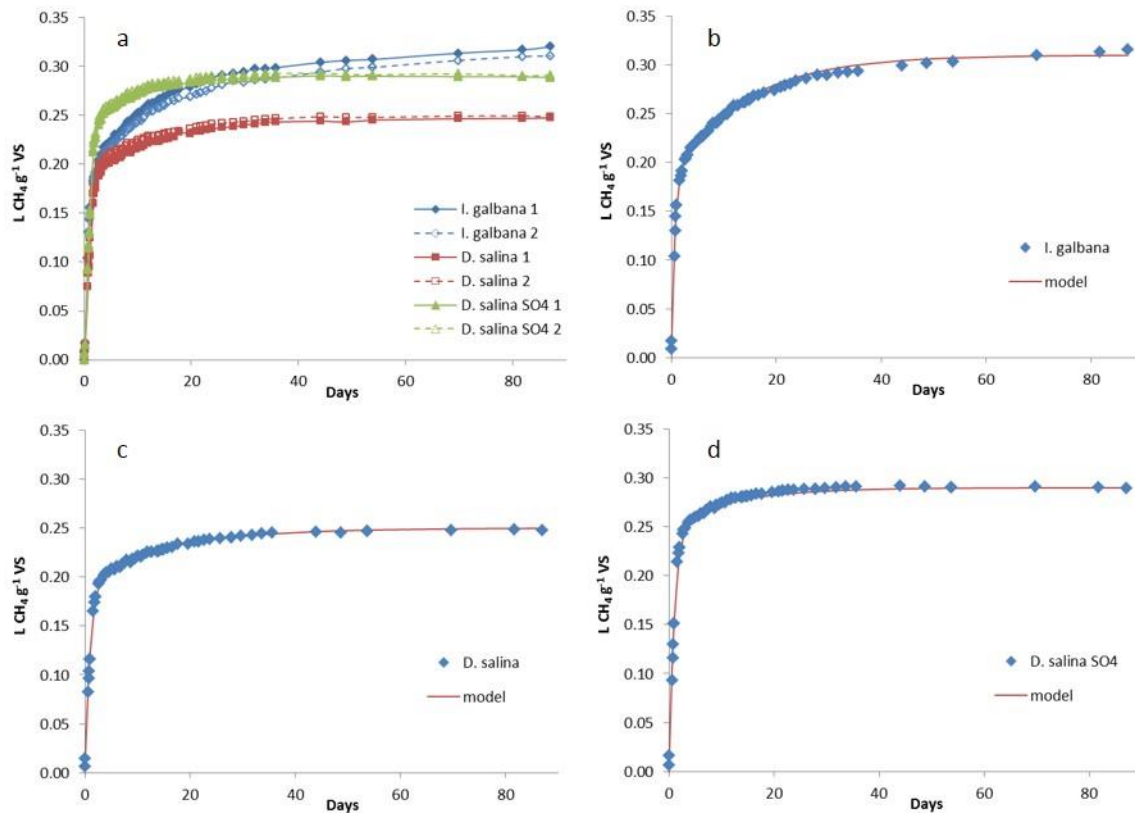 a
0.35
0.30
0.25
0.20
0.15
0.10
0.05
0.00
L CH₄ g⁻¹ VS
I. galbana 1
I. galbana 2
D. salina 1
D. salina 2
D. salina SO4 1
D. salina SO4 2
0 20 40 60 80
Days
b
0.35
0.30
0.25
0.20
0.15
0.10
0.05
0.00
L CH₄ g⁻¹ VS
I. galbana
model
0 20 40 60 80
Days
c
0.35
0.30
0.25
0.20
0.15
0.10
0.05
0.00
L CH₄ g⁻¹ VS
D. salina
model
0 20 40 60 80
Days
d
0.35
0.30
0.25
0.20
0.15
0.10
0.05
0.00
L CH₄ g⁻¹ VS
D. salina SO4
model
0 20 40 60 80
Days